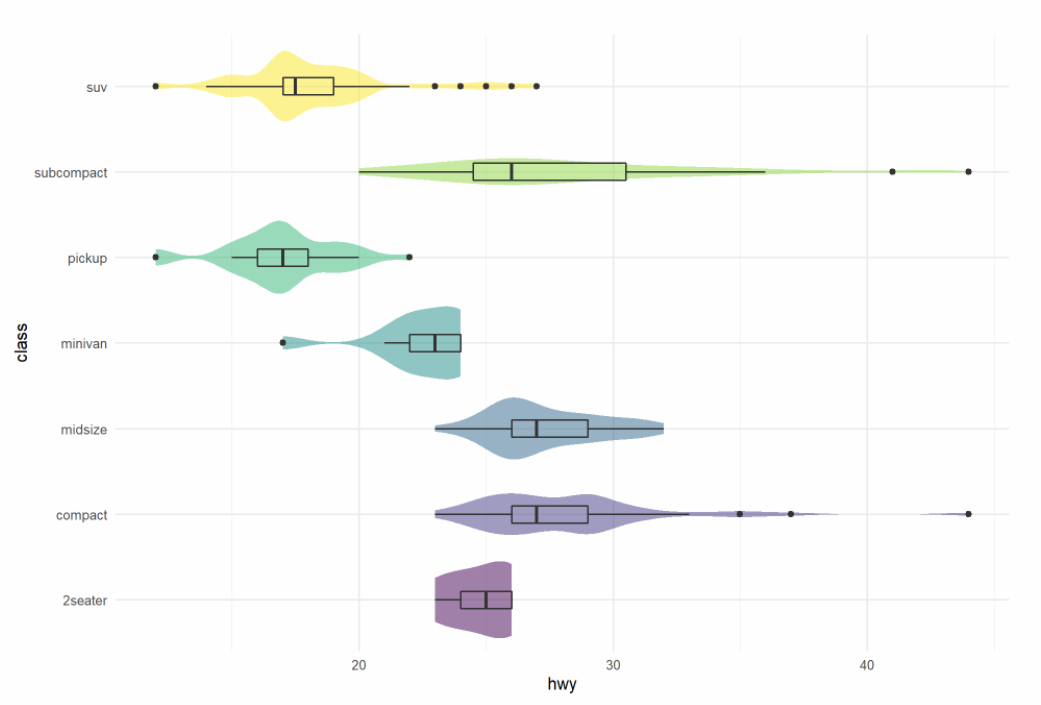 suv
subcompact
pickup
minivan
midsize
compact
2seater
class
20
30
40
hwy